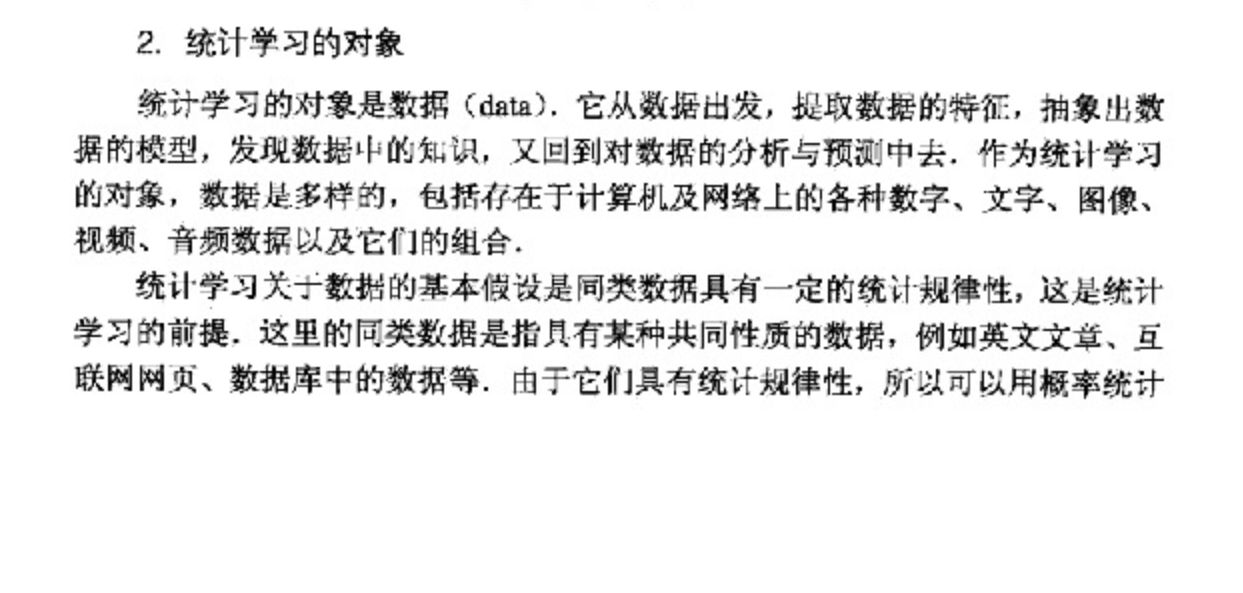 2. 统计学习的对象
统计学习的对象是数据（data）. 它从数据出发，提取数据的特征，抽象出数
据的模型，发现数据中的知识，又回到对数据的分析与预测中去. 作为统计学习
的对象，数据是多样的，包括存在于计算机及网络上的各种数字、文字、图像、
视频、音频数据以及它们的组合.
统计学习关于数据的基本假设是同类数据具有一定的统计规律性，这是统计
学习的前提. 这里的同类数据是指具有某种共同性质的数据，例如英文文章、互
联网网页、数据库中的数据等. 由于它们具有统计规律性，所以可以用概率统计